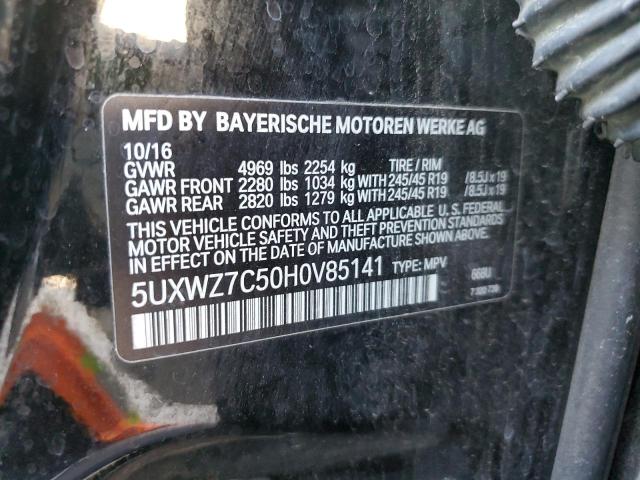 MFD BY BAYERISCHE MOTOREN WERKE AG
10/16
GVWR 4969 lbs 2254 kg TIRE / RIM
GAWR FRONT 2280 lbs 1034 kg WITH 245/45 R19 /8.5J x 19
GAWR REAR 2820 lbs 1279 kg WITH 245/45 R19 /8.5J x 19
THIS VEHICLE CONFORMS TO ALL APPLICABLE U.S. FEDERAL
MOTOR VEHICLE SAFETY AND THEFT PREVENTION STANDARDS
IN EFFECT ON THE DATE OF MANUFACTURE SHOWN ABOVE.
5UXWZ7C50H0V85141 TYPE: MPV 668U